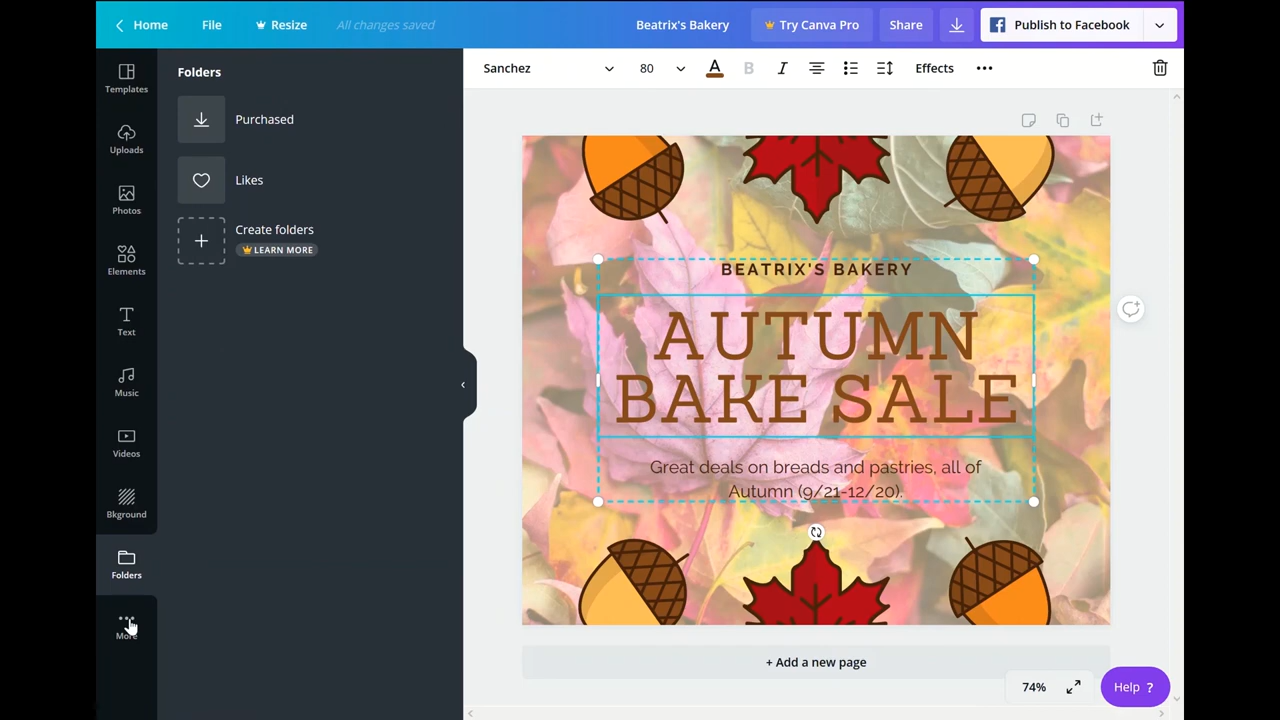 Home
File
Resize
All changes saved
Beatrix's Bakery
Try Canva Pro
Share
Publish to Facebook
Templates
Uploads
Photos
Elements
Text
Music
Videos
Bkground
Folders
More
Folders
Purchased
Likes
Create folders
LEARN MORE
Sanchez
80
A
B
I
Effects
BEATRIX'S BAKERY
AUTUMN
BAKE SALE
Great deals on breads and pastries, all of
Autumn (9/21-12/20).
+ Add a new page
74%
Help ?